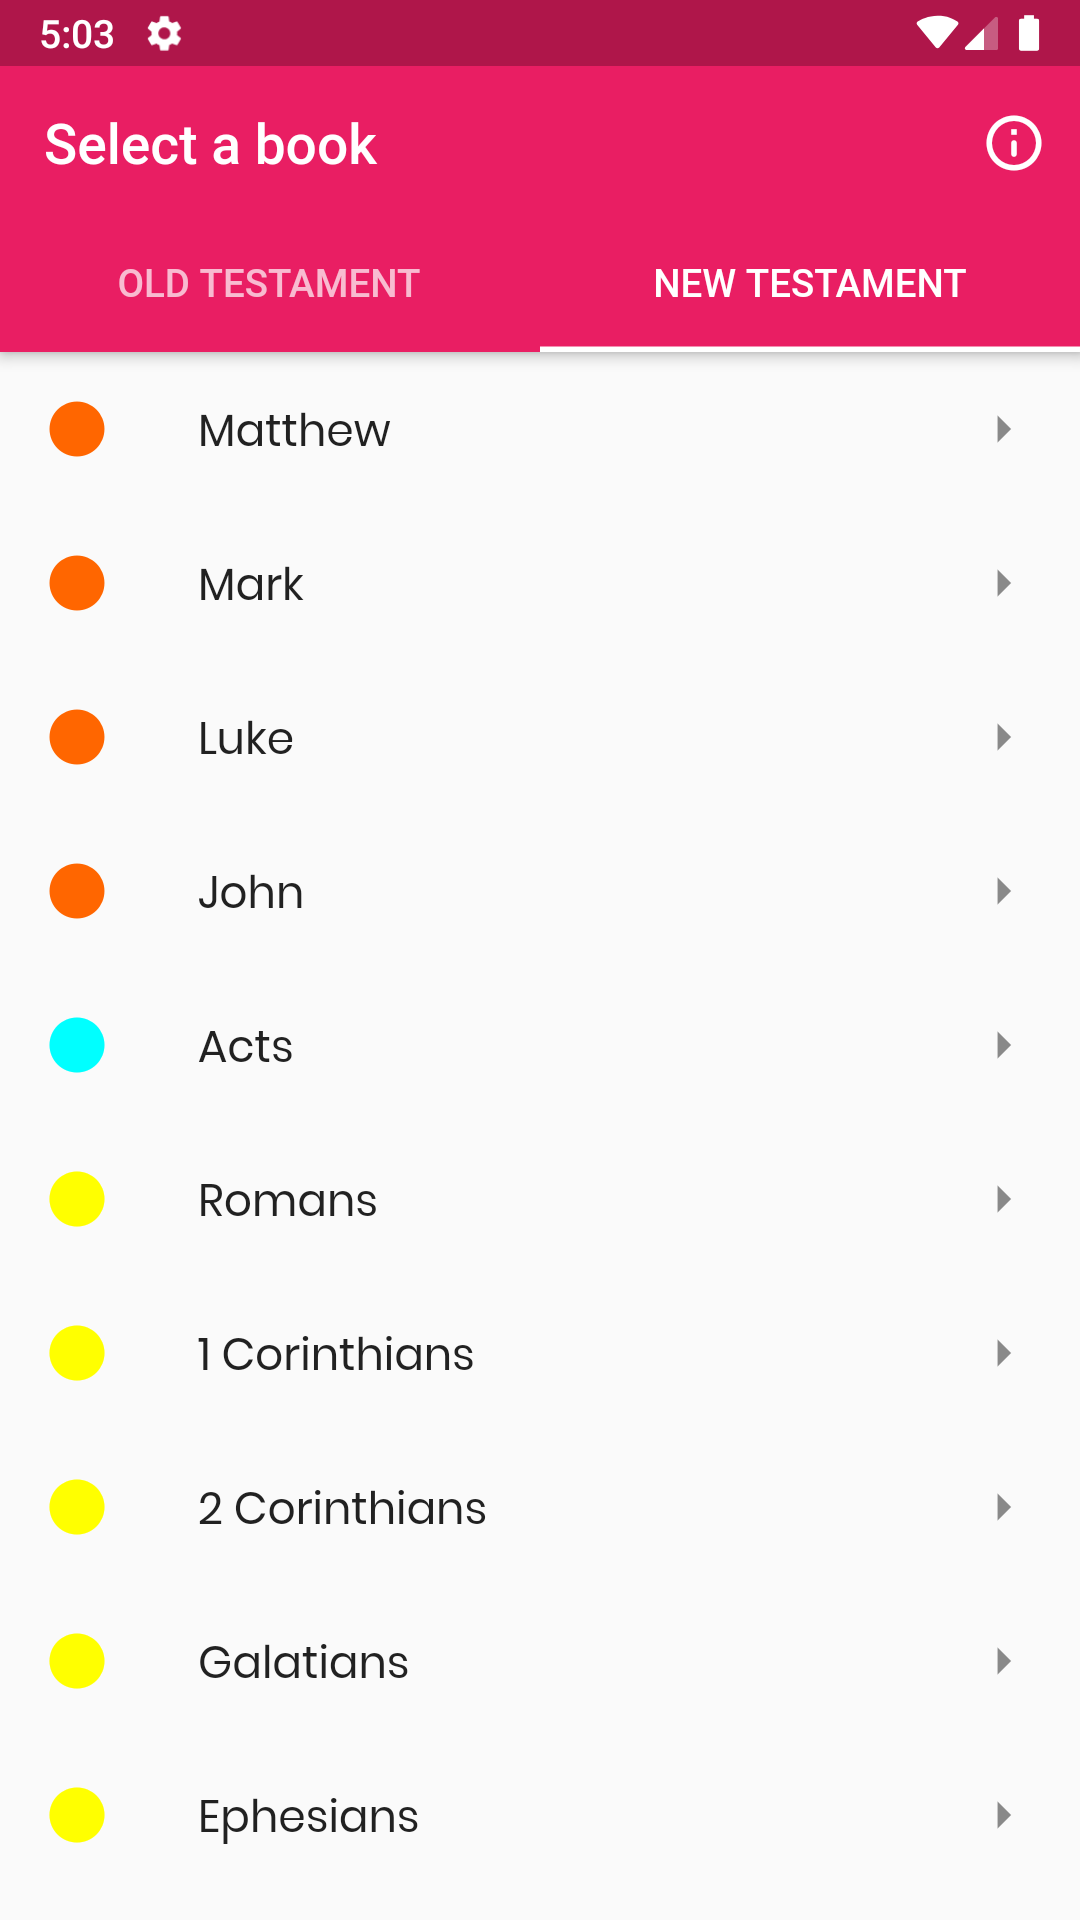 5:03
Select a book
OLD TESTAMENT
NEW TESTAMENT
Matthew
Mark
Luke
John
Acts
Romans
1 Corinthians
2 Corinthians
Galatians
Ephesians